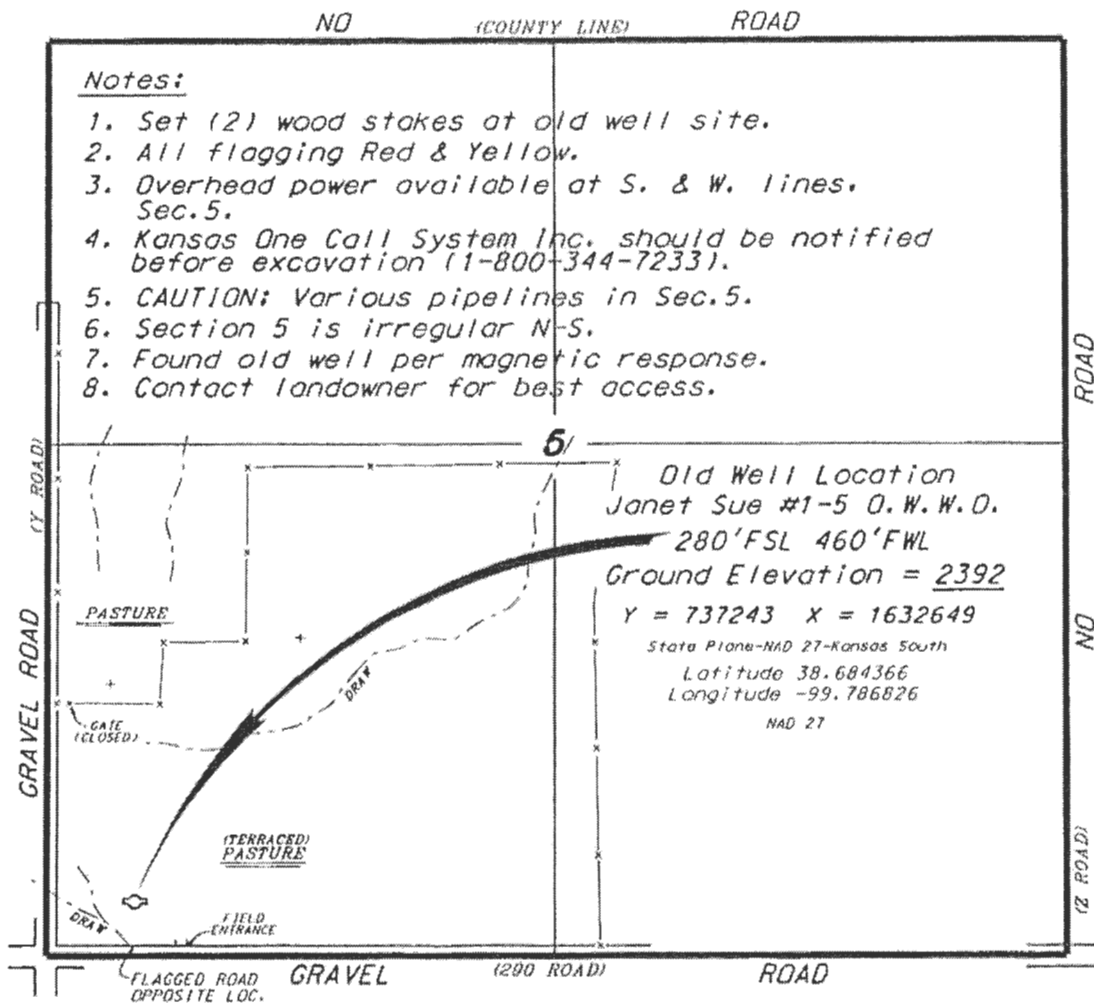 NO (COUNTY LINE) ROAD
Notes:
1. Set (2) wood stakes at old well site.
2. All flagging Red & Yellow.
3. Overhead power available at S. & W. lines.
Sec.5.
4. Kansas One Call System Inc. should be notified
before excavation (1-800-344-7233).
5. CAUTION: Various pipelines in Sec.5.
6. Section 5 is irregular N-S.
7. Found old well per magnetic response.
8. Contact landowner for best access.
5
Old Well Location
Janet Sue #1-5 O.W.W.O.
280'FSL 460'FWL
Ground Elevation = 2392
Y = 737243 X = 1632649
State Plane-NAD 27-Kansas South
Latitude 38.684366
Longitude -99.786826
NAD 27
(Y ROAD)
GRAVEL ROAD
PASTURE
GATE
(CLOSED)
DRAW
(TERRACED)
PASTURE
DRAW
FIELD
ENTRANCE
FLAGGED ROAD
OPPOSITE LOC.
GRAVEL (290 ROAD) ROAD
NO ROAD
(Z ROAD)